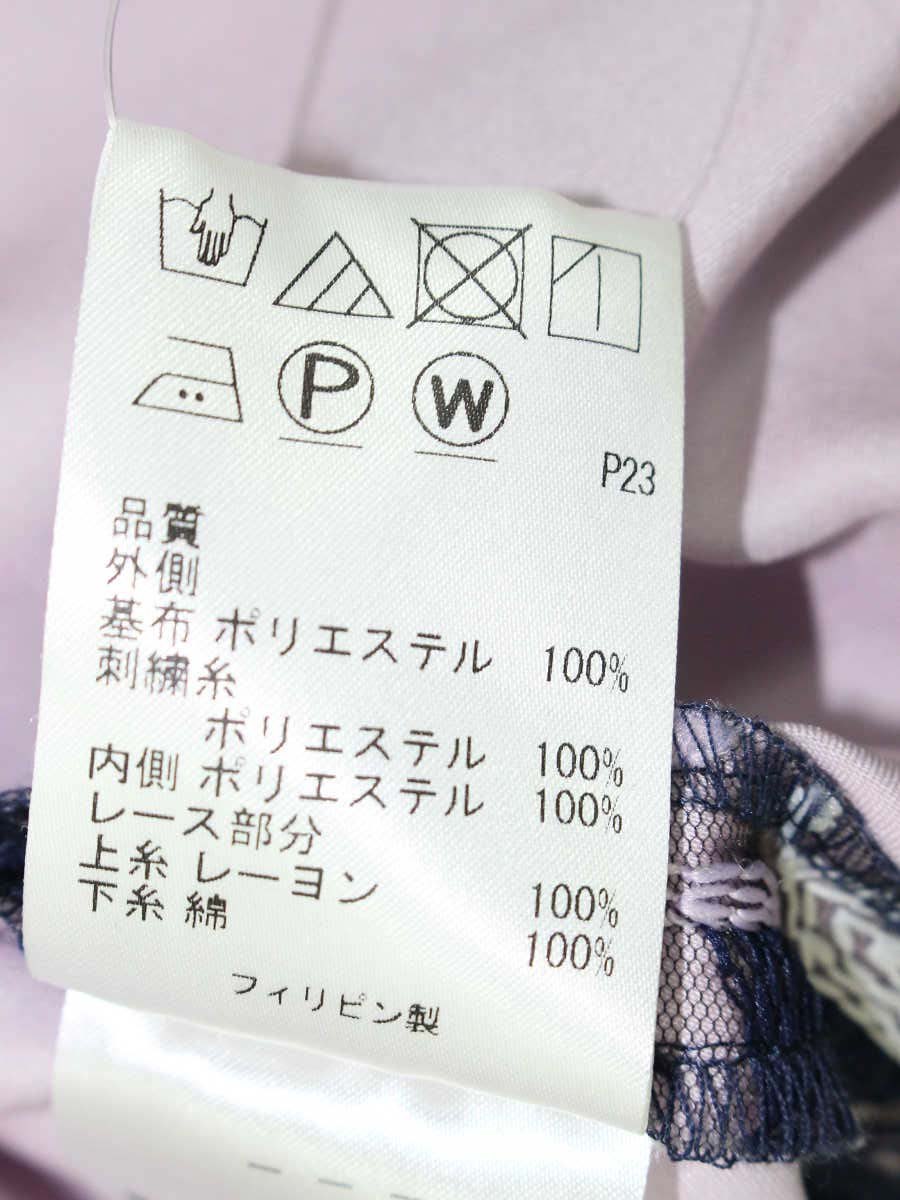 P
W
P23
品質
外側
基布 ポリエステル 100%
刺繍糸
ポリエステル 100%
内側 ポリエステル 100%
レース部分
上糸 レーヨン 100%
下糸 綿 100%
フィリピン製